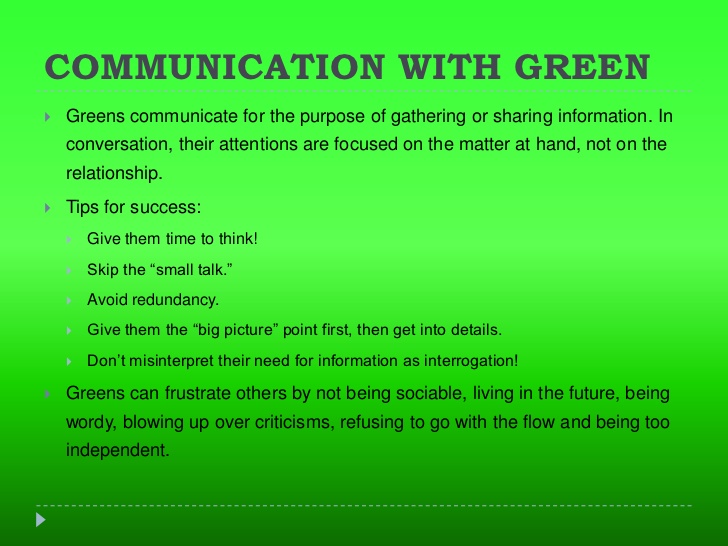 COMMUNICATION WITH GREEN
Greens communicate for the purpose of gathering or sharing information. In
conversation, their attentions are focused on the matter at hand, not on the
relationship.
Tips for success:
Give them time to think!
Skip the “small talk.”
Avoid redundancy.
Give them the “big picture” point first, then get into details.
Don’t misinterpret their need for information as interrogation!
Greens can frustrate others by not being sociable, living in the future, being
wordy, blowing up over criticisms, refusing to go with the flow and being too
independent.